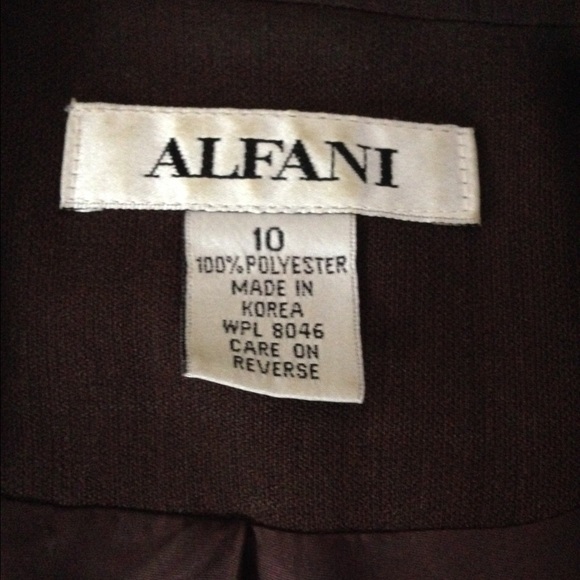 ALFANI
10
100% POLYESTER
MADE IN
KOREA
WPL 8046
CARE ON
REVERSE